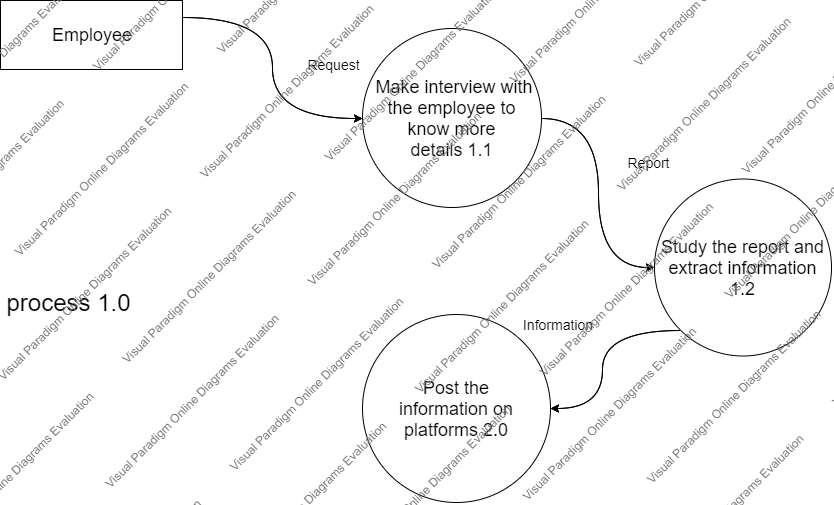 Employee
Request
Make interview with
the employee to
know more
details 1.1
Report
Study the report and
extract information
1.2
process 1.0
Information
Post the
information on
platforms 2.0
Visual Paradigm Online Diagrams Evaluation